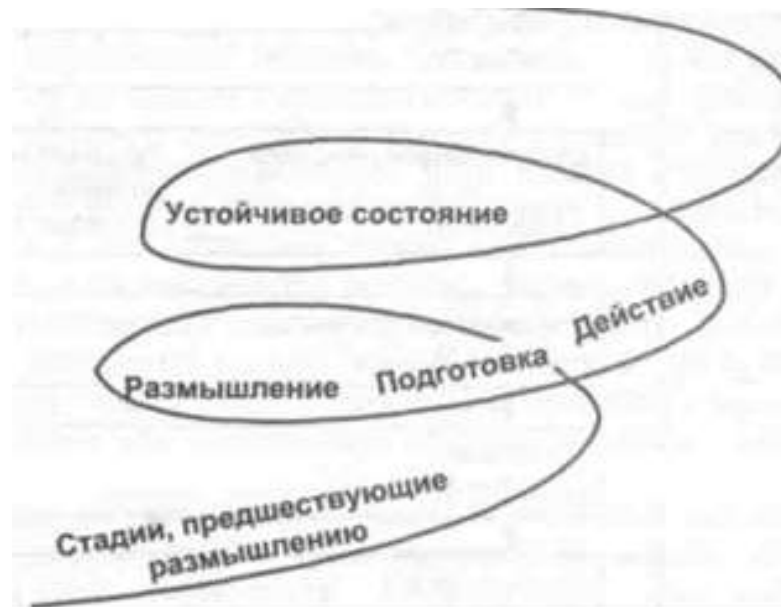 Устойчивое состояние
Действие
Размышление Подготовка
Стадии, предшествующие
размышлению